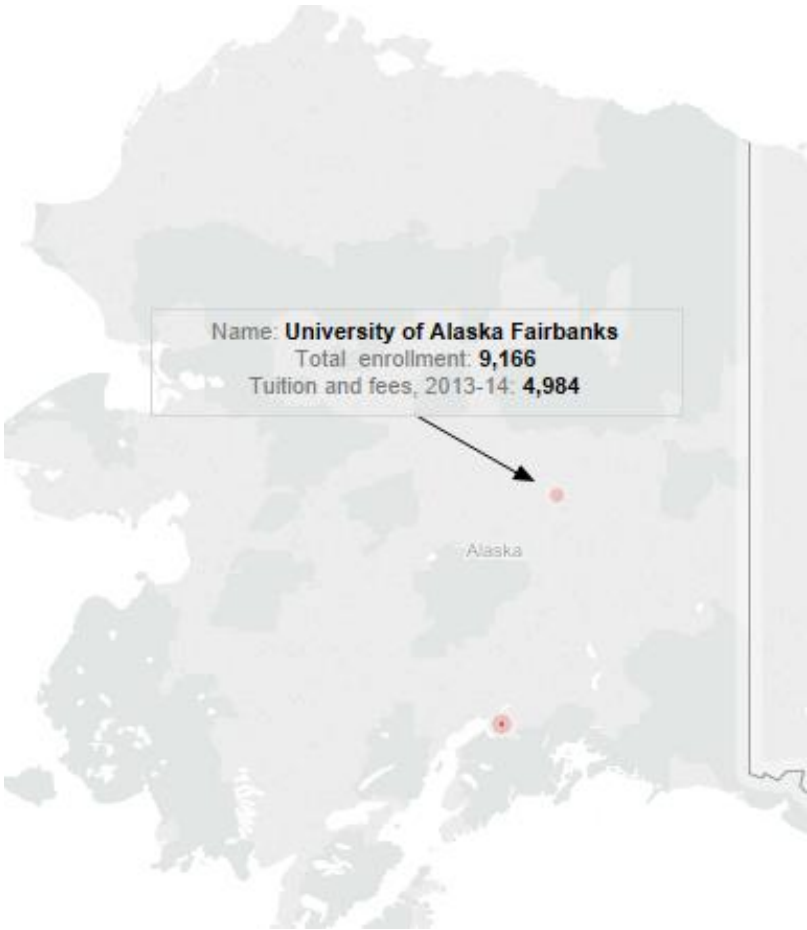 Name: University of Alaska Fairbanks
Total enrollment: 9,166
Tuition and fees, 2013-14: 4,984
Alaska